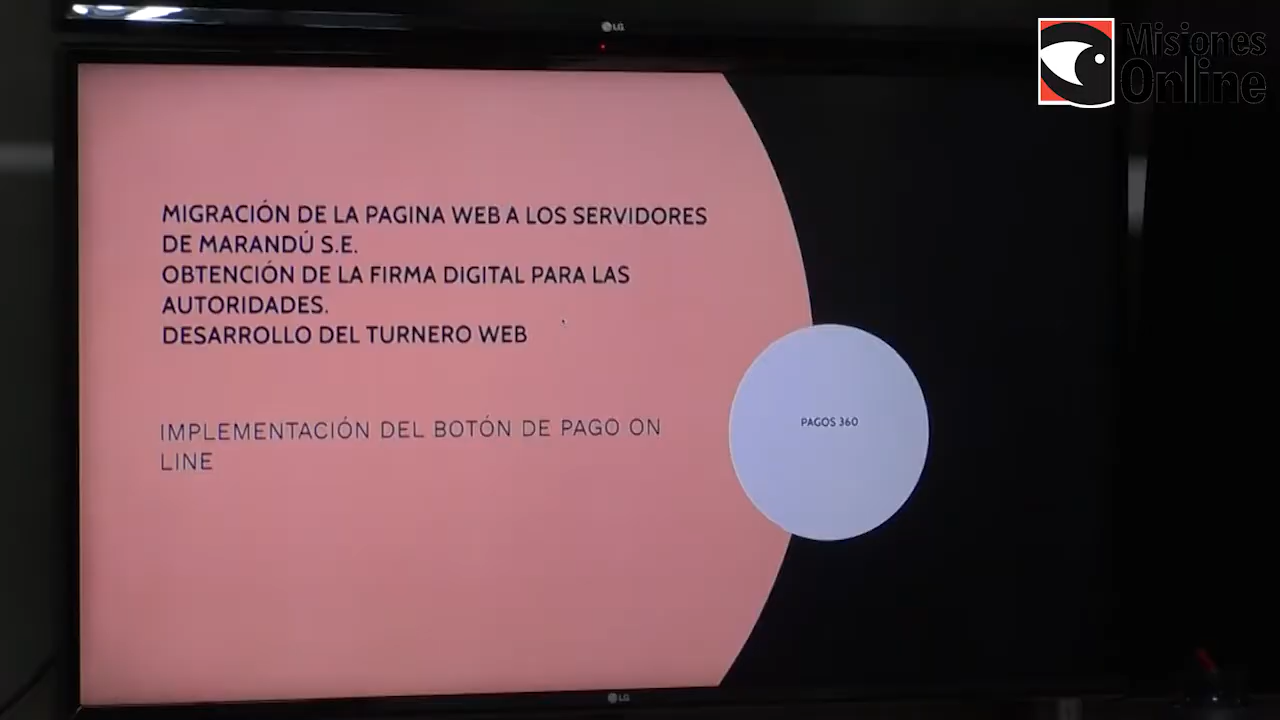 LG
Misiones
Online
MIGRACIÓN DE LA PAGINA WEB A LOS SERVIDORES
DE MARANDÚ S.E.
OBTENCIÓN DE LA FIRMA DIGITAL PARA LAS
AUTORIDADES.
DESARROLLO DEL TURNERO WEB
IMPLEMENTACIÓN DEL BOTÓN DE PAGO ON
LINE
PAGOS 360
LG